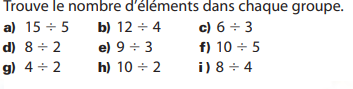 Trouve le nombre d'éléments dans chaque groupe.
a) 15 ÷ 5 b) 12 ÷ 4 c) 6 ÷ 3
d) 8 ÷ 2 e) 9 ÷ 3 f) 10 ÷ 5
g) 4 ÷ 2 h) 10 ÷ 2 i) 8 ÷ 4